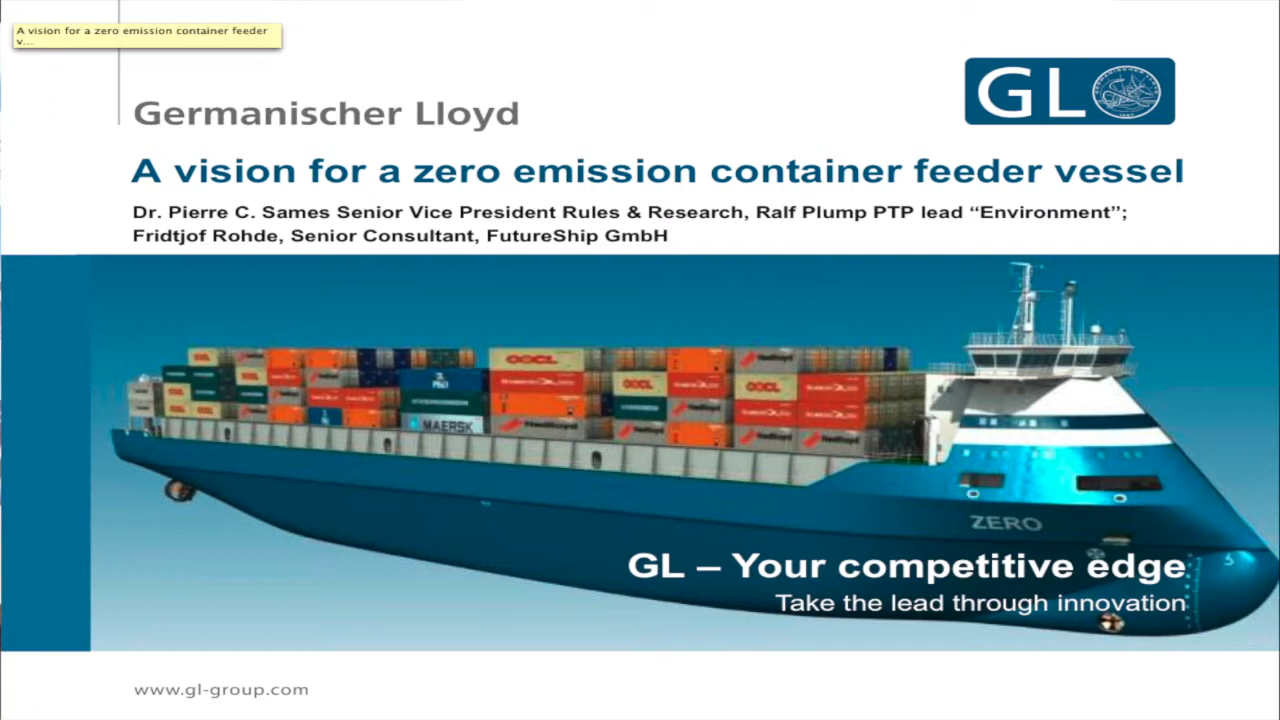 A vision for a zero emission container feeder
v...
GL
Germanischer Lloyd
A vision for a zero emission container feeder vessel
Dr. Pierre C. Sames Senior Vice President Rules & Research, Ralf Plump PTP lead “Environment”;
Fridtjof Rohde, Senior Consultant, FutureShip GmbH
OOCL
P&O
OOCL
OOCL
MAERSK
ZERO
GL – Your competitive edge
Take the lead through innovation
www.gl-group.com